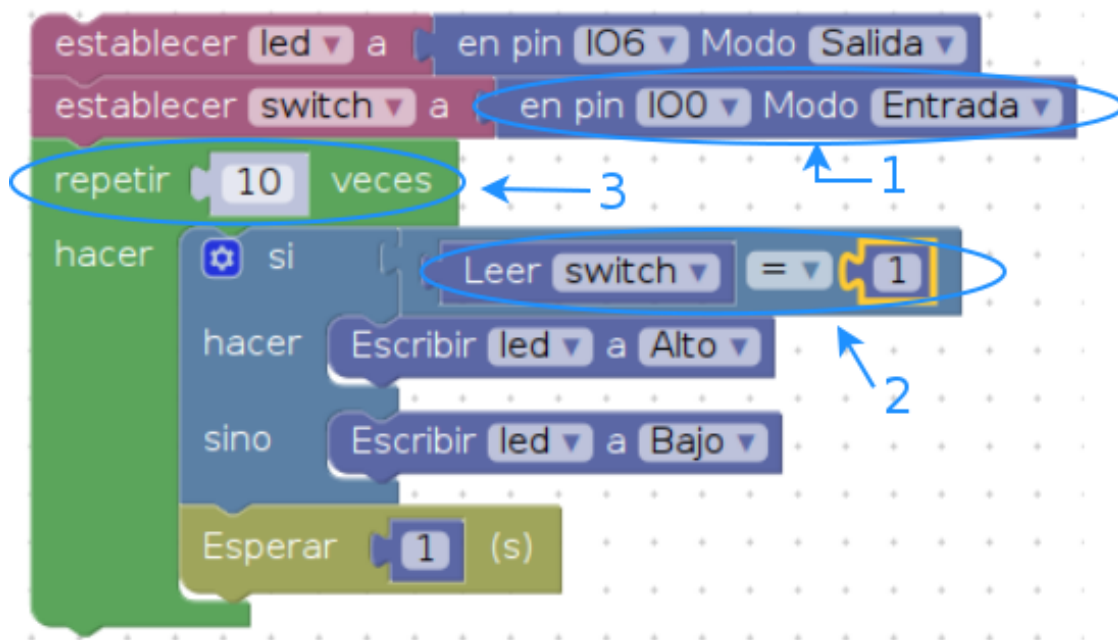 establecer led a en pin IO6 Modo Salida
establecer switch a en pin IO0 Modo Entrada
1
repetir 10 veces
3
hacer si Leer switch = 1
hacer Escribir led a Alto
2
sino Escribir led a Bajo
Esperar 1 (s)